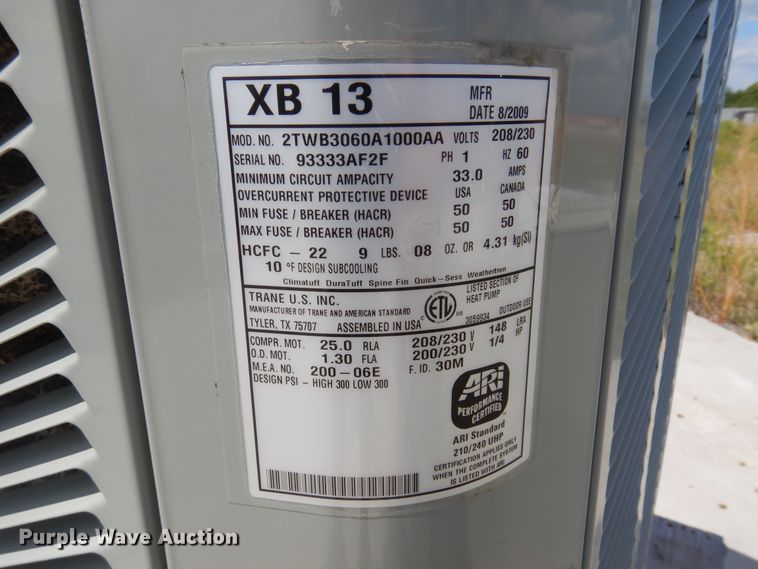 XB 13
MFR
DATE 8/2009
MOD. NO. 2TWB3060A1000AA VOLTS 208/230
SERIAL NO. 93333AF2F PH 1 HZ 60
MINIMUM CIRCUIT AMPACITY 33.0 AMPS
OVERCURRENT PROTECTIVE DEVICE USA CANADA
MIN FUSE / BREAKER (HACR) 50 50
MAX FUSE / BREAKER (HACR) 50 50
HCFC - 22 9 LBS. 08 OZ. OR 4.31 kg(SI)
10 °F DESIGN SUBCOOLING
Climatuff DuraTuff Spine Fin Quick-Sess Weathertron
TRANE U.S. INC.
MANUFACTURER OF TRANE AND AMERICAN STANDARD
TYLER, TX 75707 ASSEMBLED IN USA
C ETL US
LISTED SECTION OF
HEAT PUMP
3058934 OUTDOOR USE
COMPR. MOT. 25.0 RLA 208/230 V 148 LRA
O.D. MOT. 1.30 FLA 200/230 V 1/4 HP
M.E.A. NO. 200-06E F. ID. 30M
DESIGN PSI - HIGH 300 LOW 300
ARI
PERFORMANCE
CERTIFIED
ARI Standard
210/240 UHP
CERTIFICATION APPLIES ONLY
WHEN THE COMPLETE SYSTEM
IS LISTED WITH ARI
Purple Wave Auction